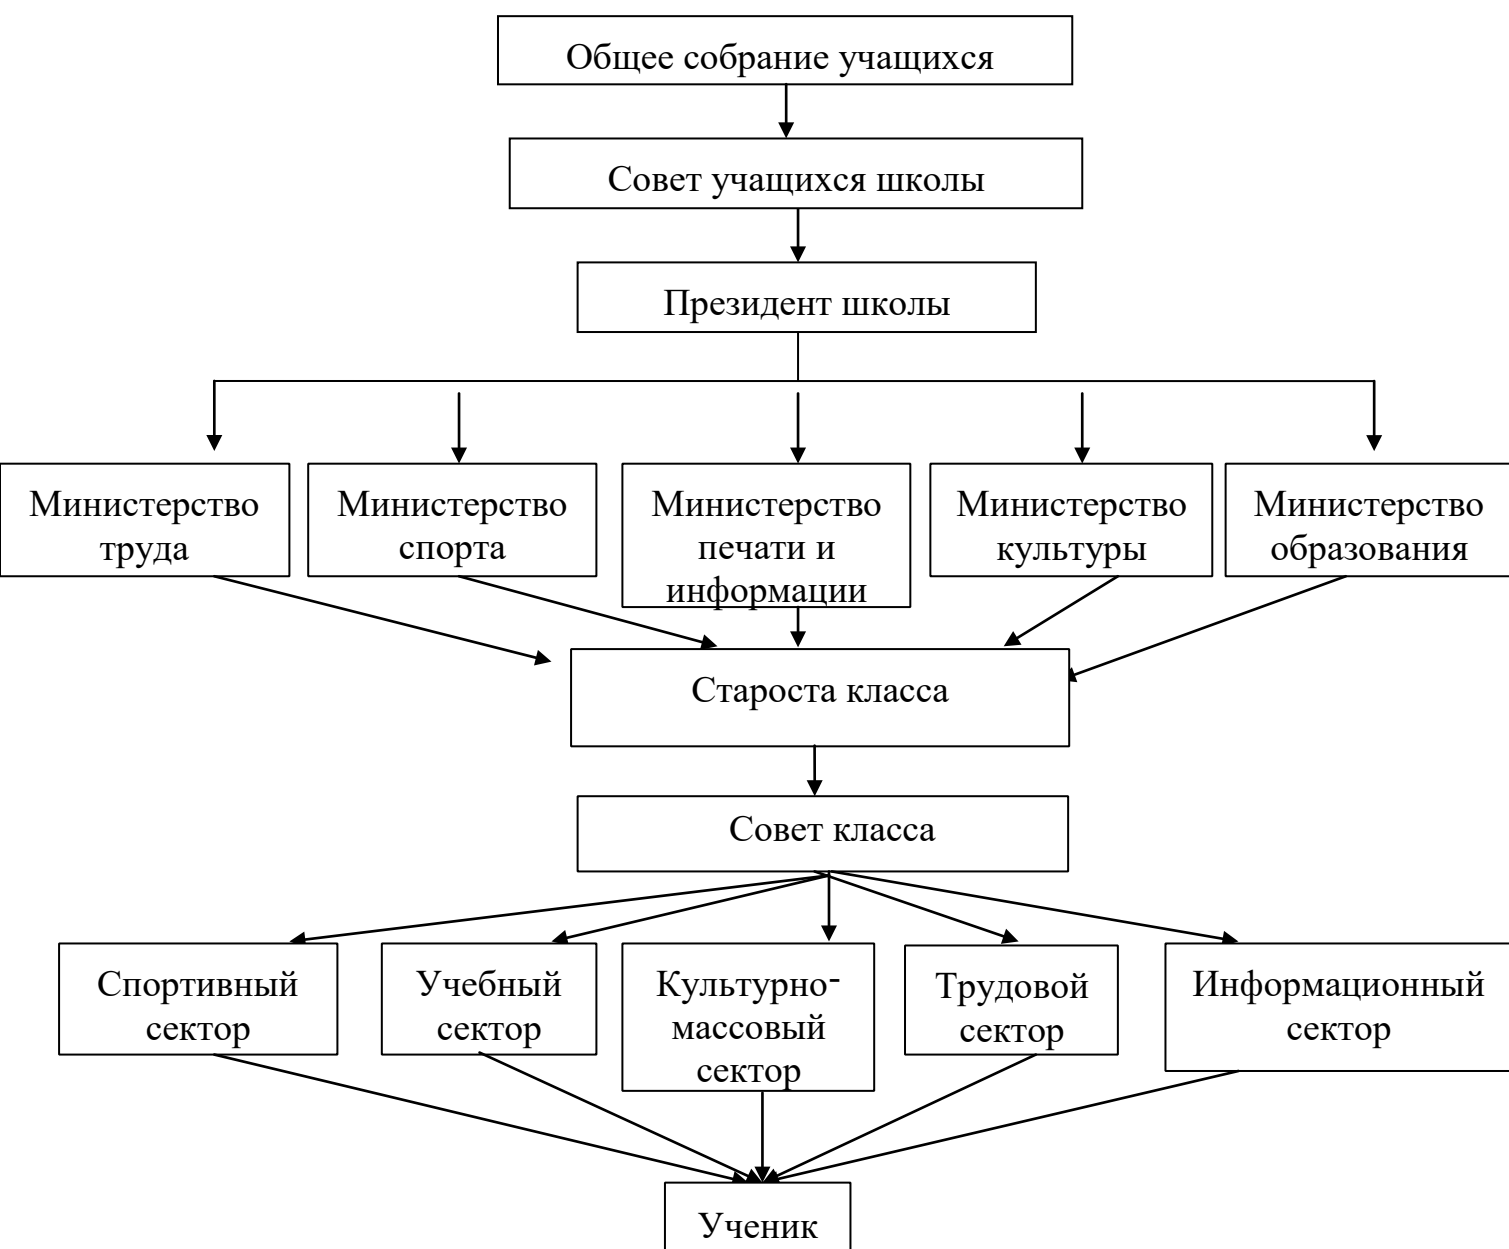 Общее собрание учащихся
Совет учащихся школы
Президент школы
Министерство
труда
Министерство
спорта
Министерство
печати и
информации
Министерство
культуры
Министерство
образования
Староста класса
Совет класса
Спортивный
сектор
Учебный
сектор
Культурно-
массовый
сектор
Трудовой
сектор
Информационный
сектор
Ученик